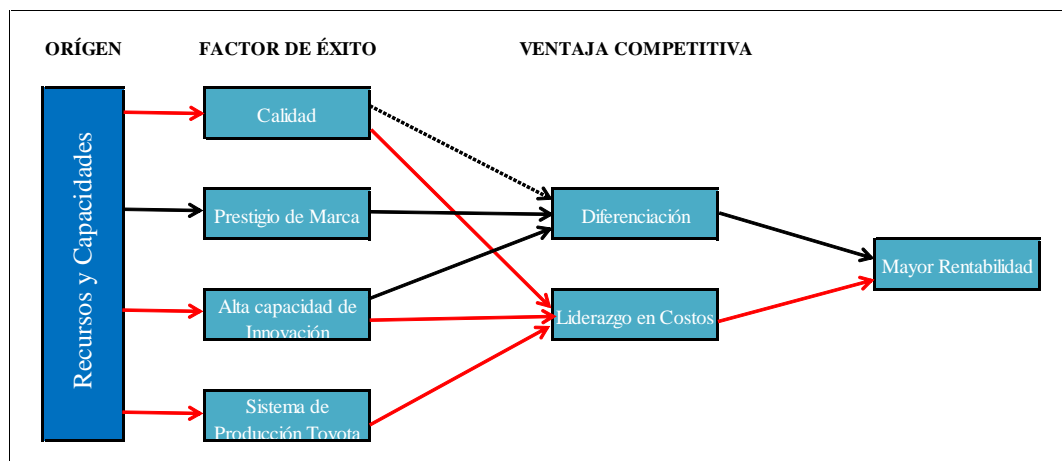 ORÍGEN
FACTOR DE ÉXITO
VENTAJA COMPETITIVA
Recursos y Capacidades
Calidad
Prestigio de Marca
Alta capacidad de
Innovación
Sistema de
Producción Toyota
Diferenciación
Liderazgo en Costos
Mayor Rentabilidad